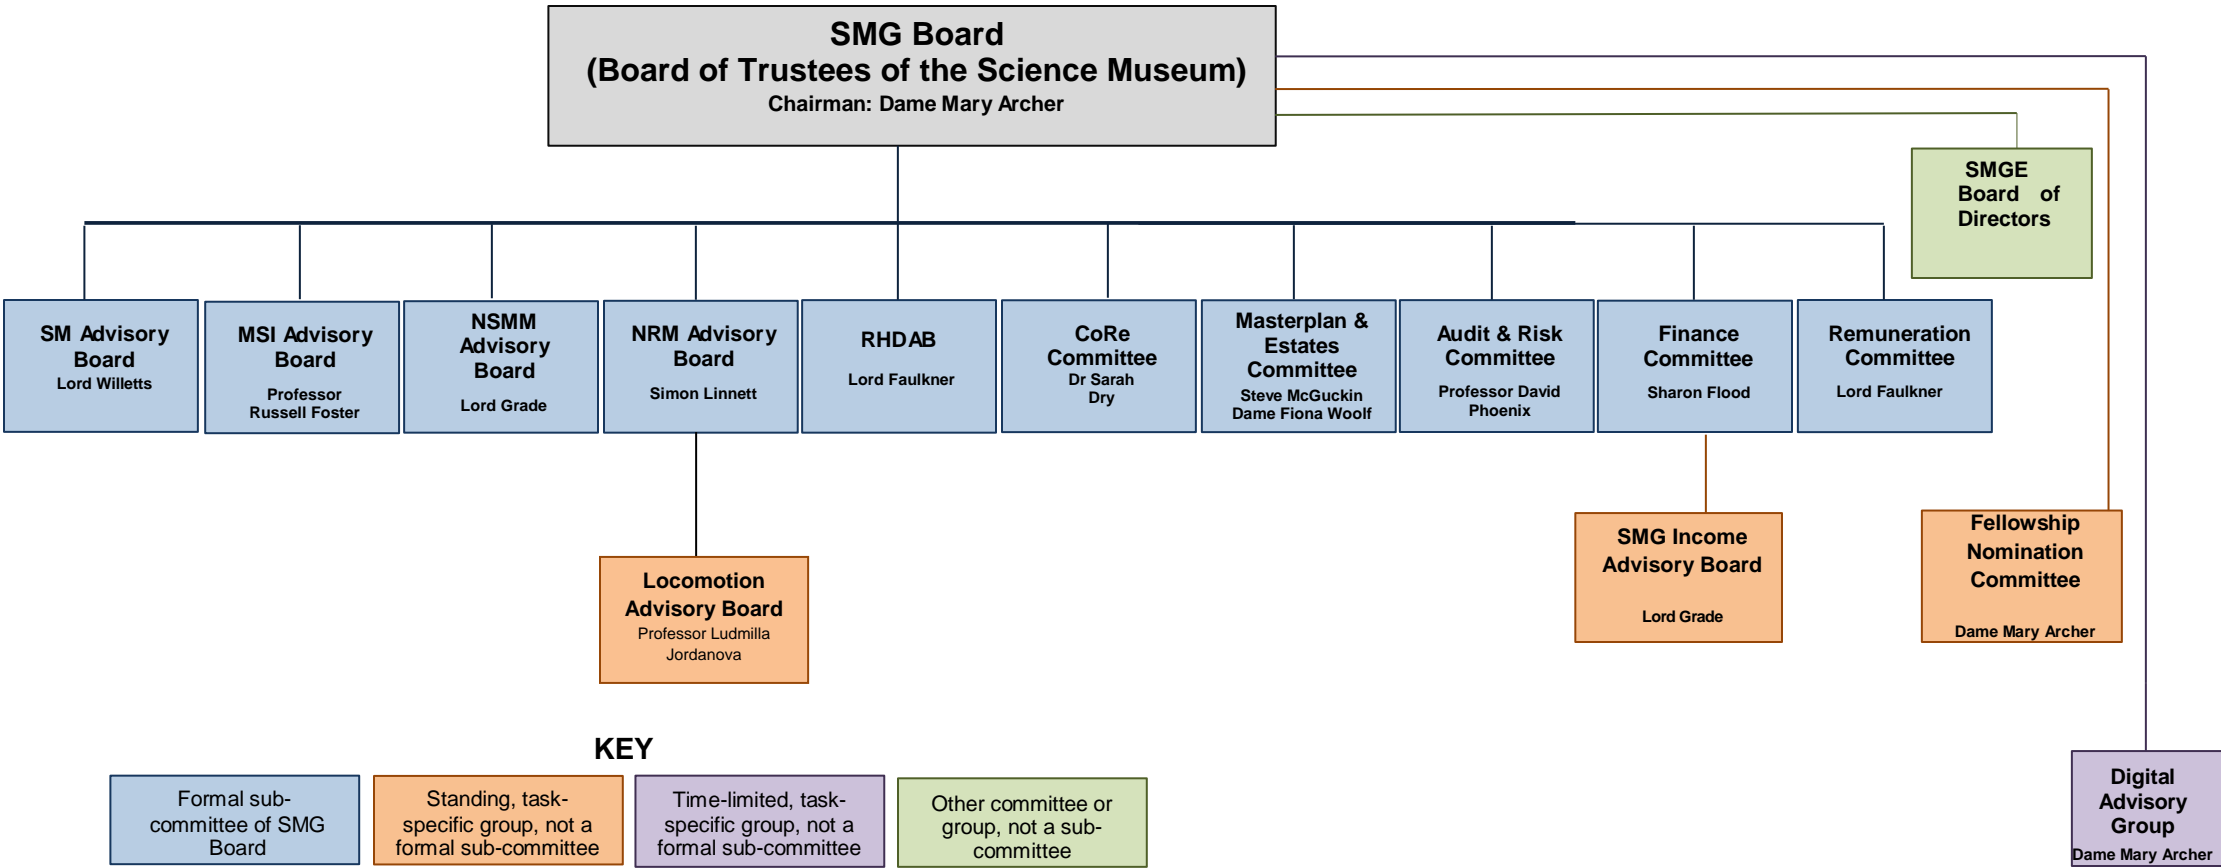 SMG Board
(Board of Trustees of the Science Museum)
Chairman: Dame Mary Archer
SMGE
Board of
Directors
SM Advisory
Board
Lord Willetts
MSI Advisory
Board
Professor
Russell Foster
NSMM
Advisory
Board
Lord Grade
NRM Advisory
Board
Simon Linnett
RHDAB
Lord Faulkner
CoRe
Committee
Dr Sarah
Dry
Masterplan &
Estates
Committee
Steve McGuckin
Dame Fiona Woolf
Audit & Risk
Committee
Professor David
Phoenix
Finance
Committee
Sharon Flood
Remuneration
Committee
Lord Faulkner
Locomotion
Advisory Board
Professor Ludmilla
Jordanova
SMG Income
Advisory Board
Lord Grade
Fellowship
Nomination
Committee
Dame Mary Archer
Digital
Advisory
Group
Dame Mary Archer
KEY
Formal sub-
committee of SMG
Board
Standing, task-
specific group, not a
formal sub-committee
Time-limited, task-
specific group, not a
formal sub-committee
Other committee or
group, not a sub-
committee